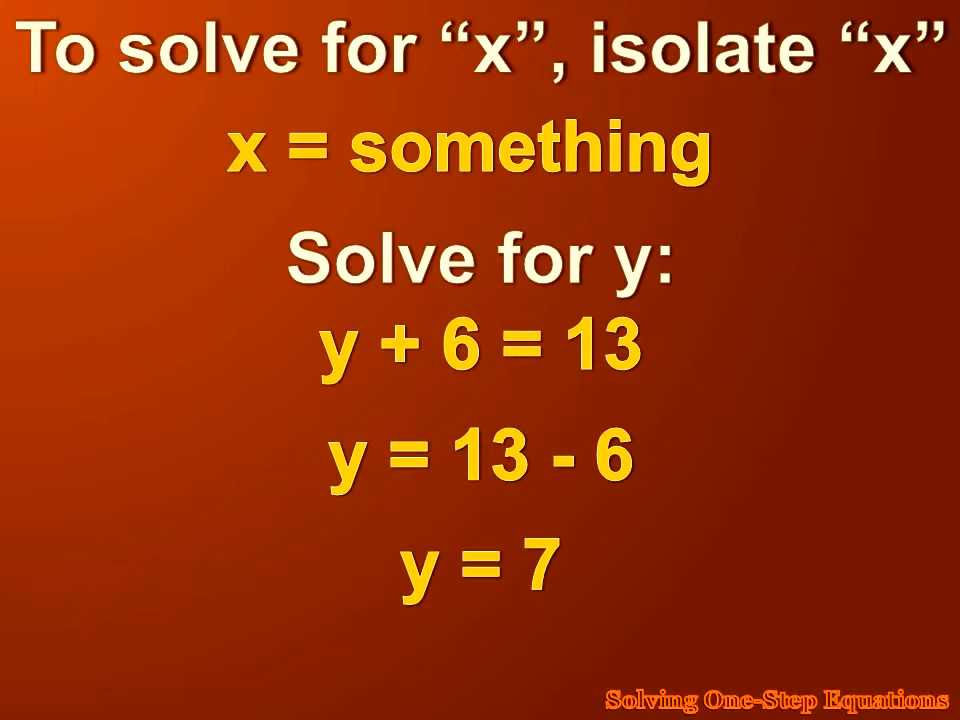 To solve for “x”, isolate “x”
x = something
Solve for y:
y + 6 = 13
y = 13 - 6
y = 7
Solving One-Step Equations